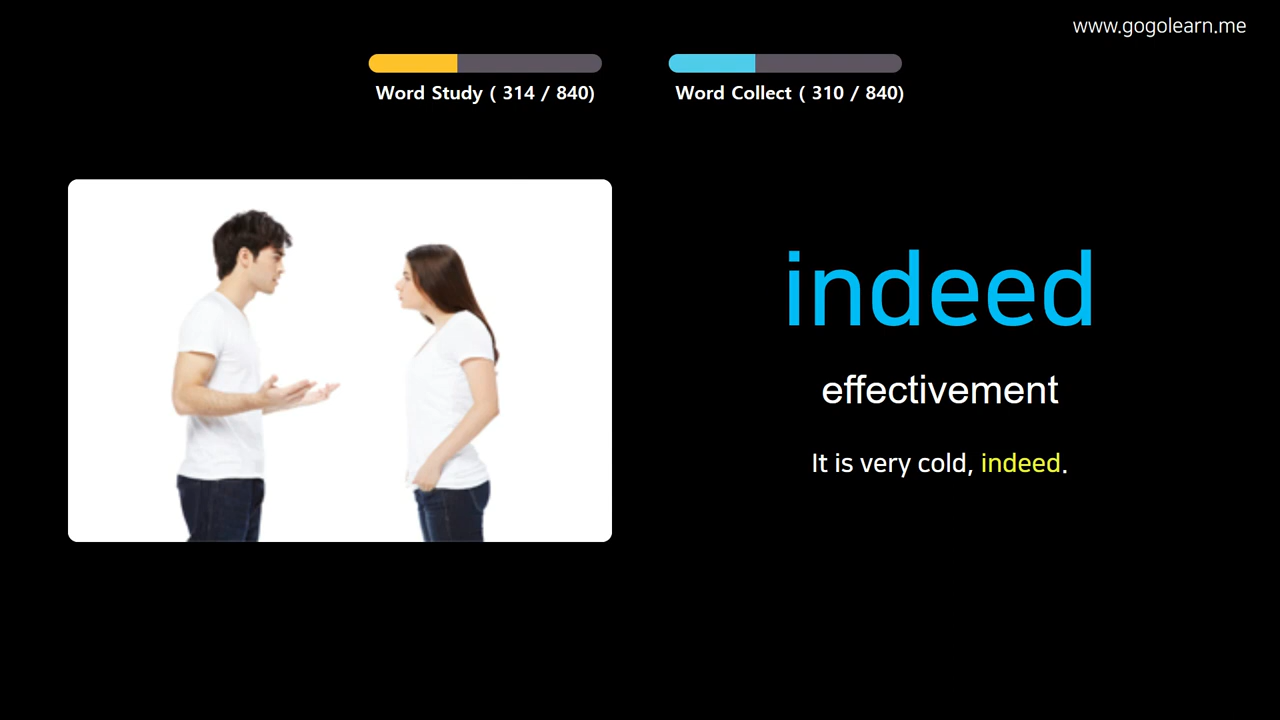 www.gogolearn.me
Word Study ( 314 / 840)
Word Collect ( 310 / 840)
indeed
effectivement
It is very cold, indeed.